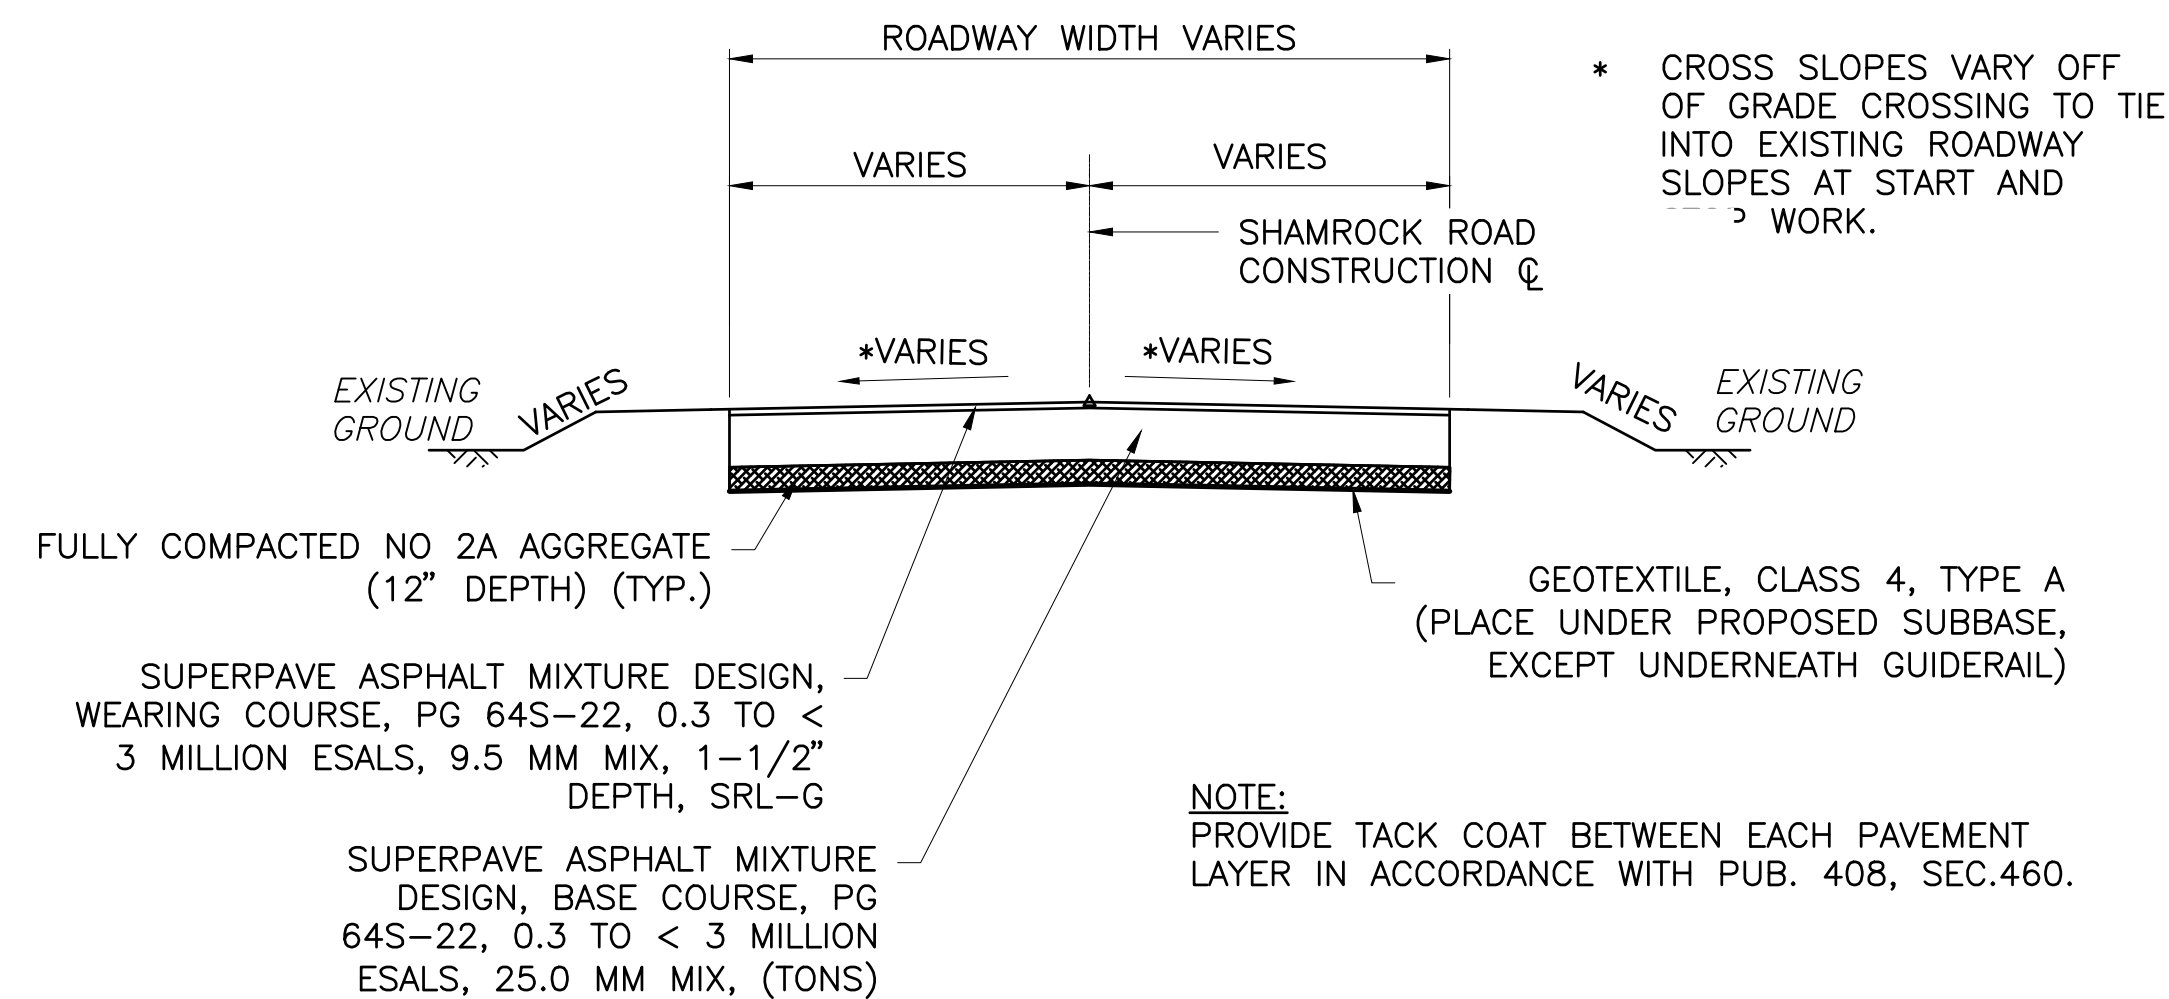 ROADWAY WIDTH VARIES
* CROSS SLOPES VARY OFF
OF GRADE CROSSING TO TIE
INTO EXISTING ROADWAY
SLOPES AT START AND
WORK.
VARIES
VARIES
SHAMROCK ROAD
CONSTRUCTION ℄
*VARIES
*VARIES
EXISTING
GROUND
VARIES
VARIES
EXISTING
GROUND
FULLY COMPACTED NO 2A AGGREGATE
(12" DEPTH) (TYP.)
GEOTEXTILE, CLASS 4, TYPE A
(PLACE UNDER PROPOSED SUBBASE,
EXCEPT UNDERNEATH GUIDERAIL)
SUPERPAVE ASPHALT MIXTURE DESIGN,
WEARING COURSE, PG 64S-22, 0.3 TO <
3 MILLION ESALS, 9.5 MM MIX, 1-1/2"
DEPTH, SRL-G
SUPERPAVE ASPHALT MIXTURE
DESIGN, BASE COURSE, PG
64S-22, 0.3 TO < 3 MILLION
ESALS, 25.0 MM MIX, (TONS)
NOTE:
PROVIDE TACK COAT BETWEEN EACH PAVEMENT
LAYER IN ACCORDANCE WITH PUB. 408, SEC.460.